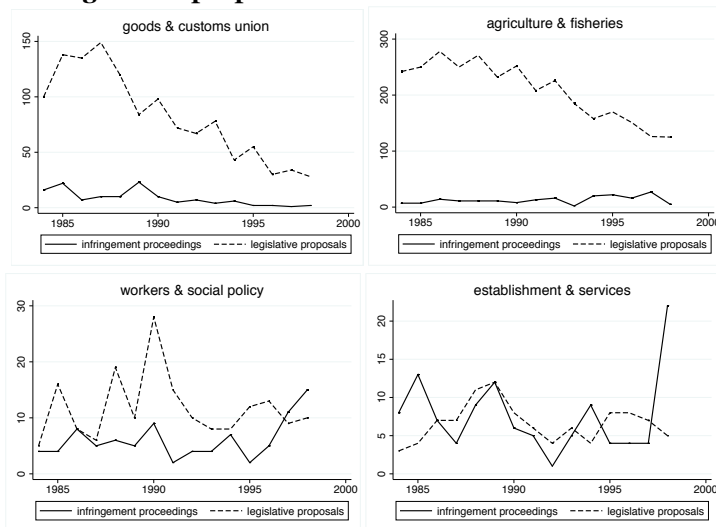 goods & customs union
150
100
50
0
1985
1990
1995
2000
infringement proceedings
legislative proposals
agriculture & fisheries
300
200
100
0
1985
1990
1995
2000
infringement proceedings
legislative proposals
workers & social policy
30
20
10
0
1985
1990
1995
2000
infringement proceedings
legislative proposals
establishment & services
20
15
10
5
0
1985
1990
1995
2000
infringement proceedings
legislative proposals